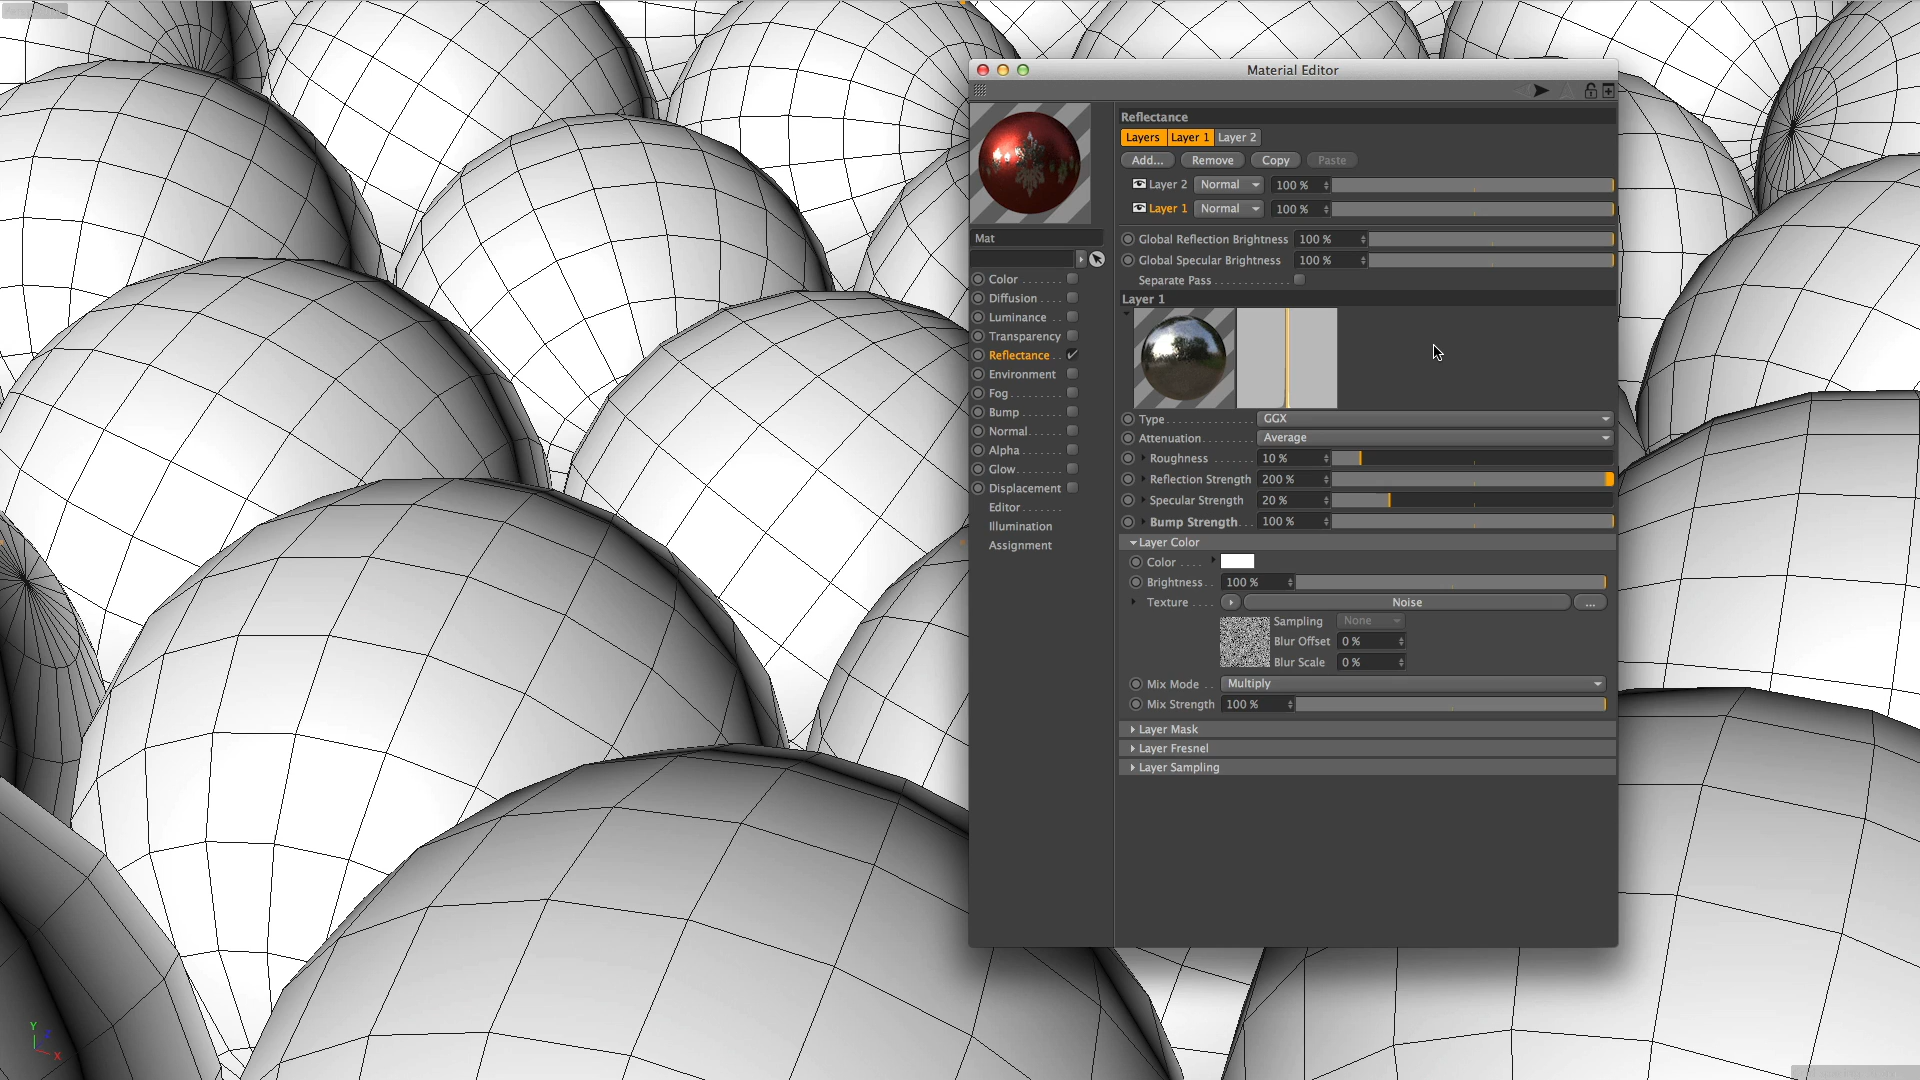 Material Editor
Reflectance
Layers Layer 1 Layer 2
Add... Remove Copy Paste
Layer 2 Normal 100 %
Layer 1 Normal 100 %
Mat
Global Reflection Brightness 100 %
Global Specular Brightness 100 %
Separate Pass
Color
Diffusion
Luminance
Transparency
Reflectance
Environment
Fog
Bump
Normal
Alpha
Glow
Displacement
Editor
Illumination
Assignment
Layer 1
Type GGX
Attenuation Average
Roughness 10 %
Reflection Strength 200 %
Specular Strength 20 %
Bump Strength 100 %
Layer Color
Color
Brightness 100 %
Texture Noise ...
Sampling None
Blur Offset 0 %
Blur Scale 0 %
Mix Mode Multiply
Mix Strength 100 %
Layer Mask
Layer Fresnel
Layer Sampling
Y
Z
X